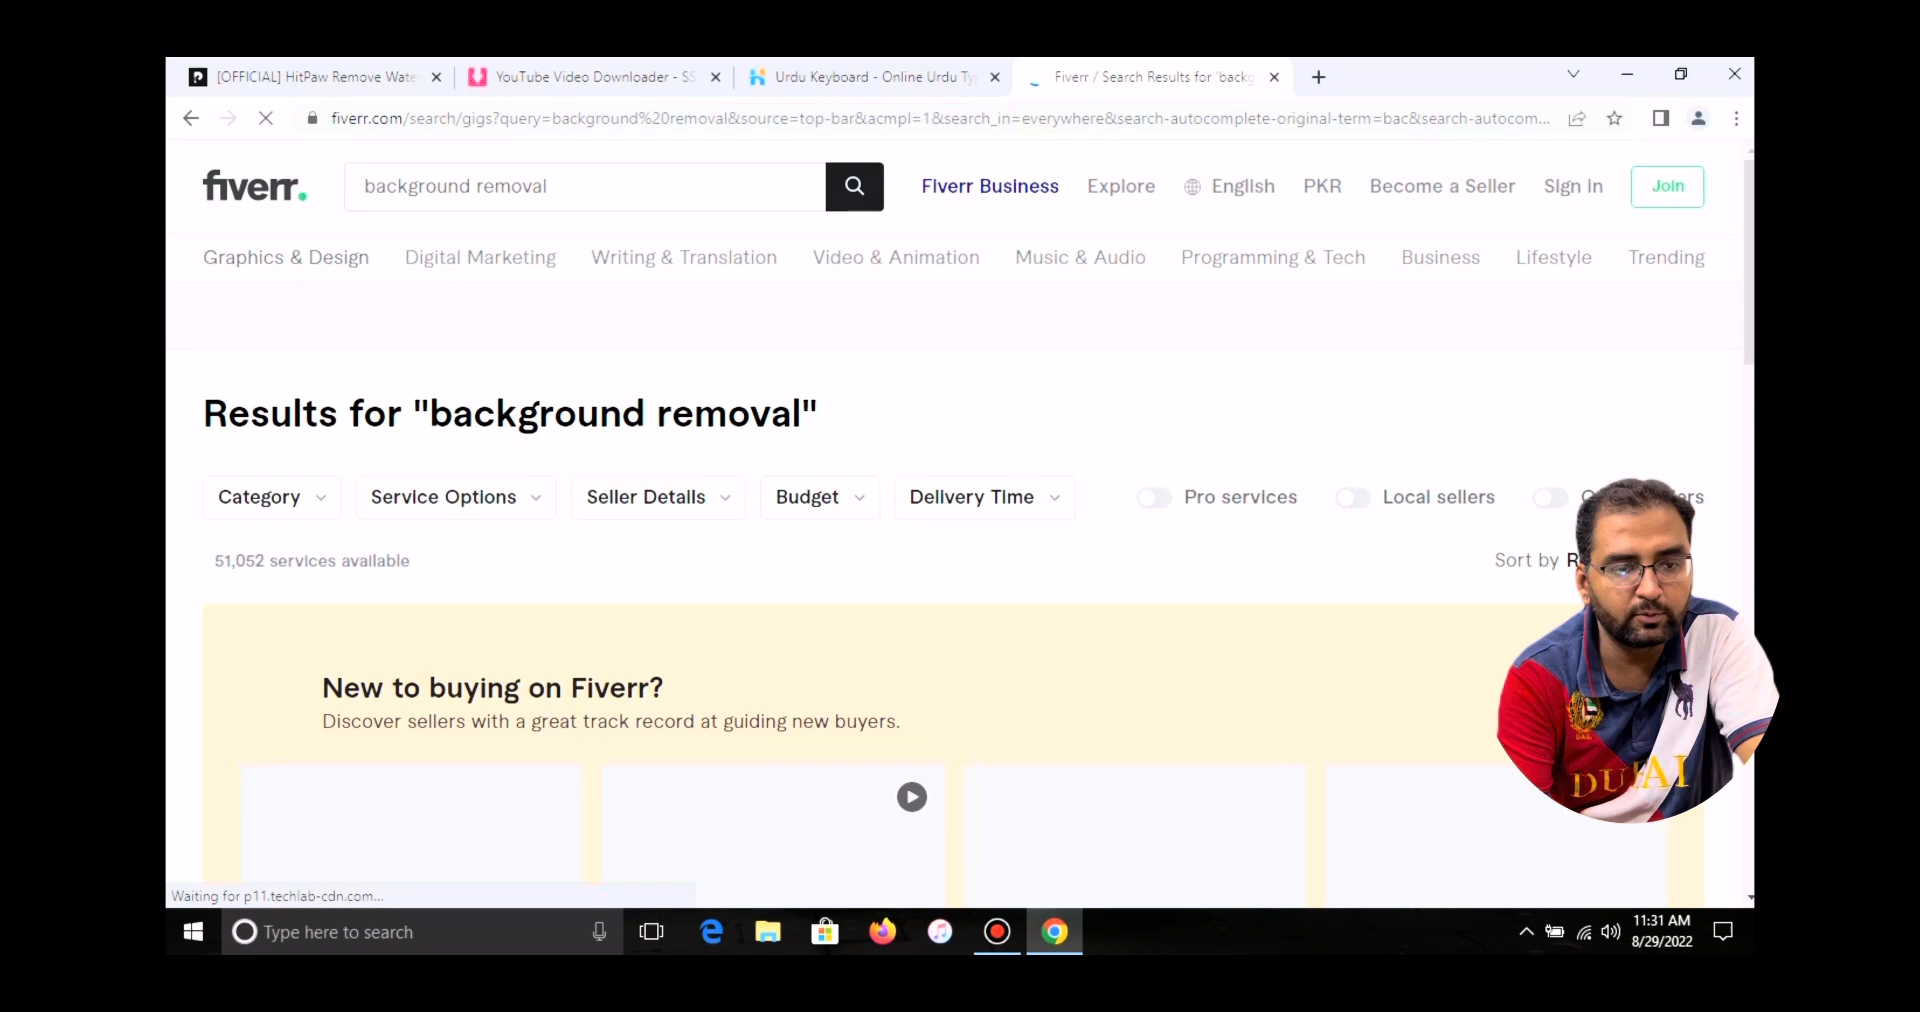 [OFFICIAL] HitPaw Remove Wate
YouTube Video Downloader - SS
Urdu Keyboard - Online Urdu Ty
Fiverr / Search Results for 'backg
fiverr.com/search/gigs?query=background%20removal&source=top-bar&acmpl=1&search_in=everywhere&search-autocomplete-original-term=bac&search-autocom...
fiverr.
background removal
Fiverr Business
Explore
English
PKR
Become a Seller
Sign In
Join
Graphics & Design
Digital Marketing
Writing & Translation
Video & Animation
Music & Audio
Programming & Tech
Business
Lifestyle
Trending
Results for "background removal"
Category
Service Options
Seller Details
Budget
Delivery Time
Pro services
Local sellers
51,052 services available
Sort by
New to buying on Fiverr?
Discover sellers with a great track record at guiding new buyers.
DUBAI
Waiting for p11.techlab-cdn.com...
Type here to search
11:31 AM
8/29/2022